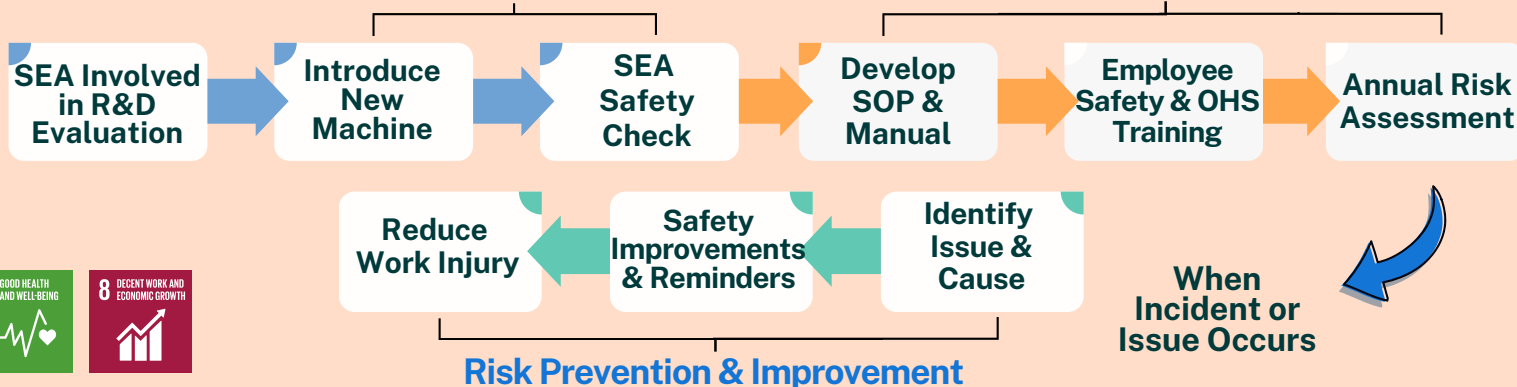 SEA Involved
in R&D
Evaluation
Introduce
New
Machine
SEA
Safety
Check
Develop
SOP &
Manual
Employee
Safety & OHS
Training
Annual Risk
Assessment
Reduce
Work Injury
Safety
Improvements
& Reminders
Identify
Issue &
Cause
When
Incident or
Issue Occurs
GOOD HEALTH
AND WELL-BEING
8 DECENT WORK AND
ECONOMIC GROWTH
Risk Prevention & Improvement